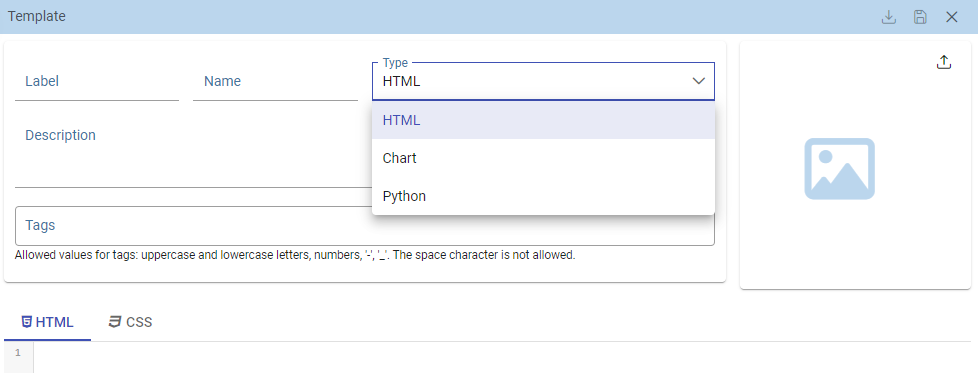 Template
Type
Label
Name
HTML
HTML
Description
Chart
Python
Tags
Allowed values for tags: uppercase and lowercase letters, numbers, '-', '_'. The space character is not allowed.
HTML
CSS
1